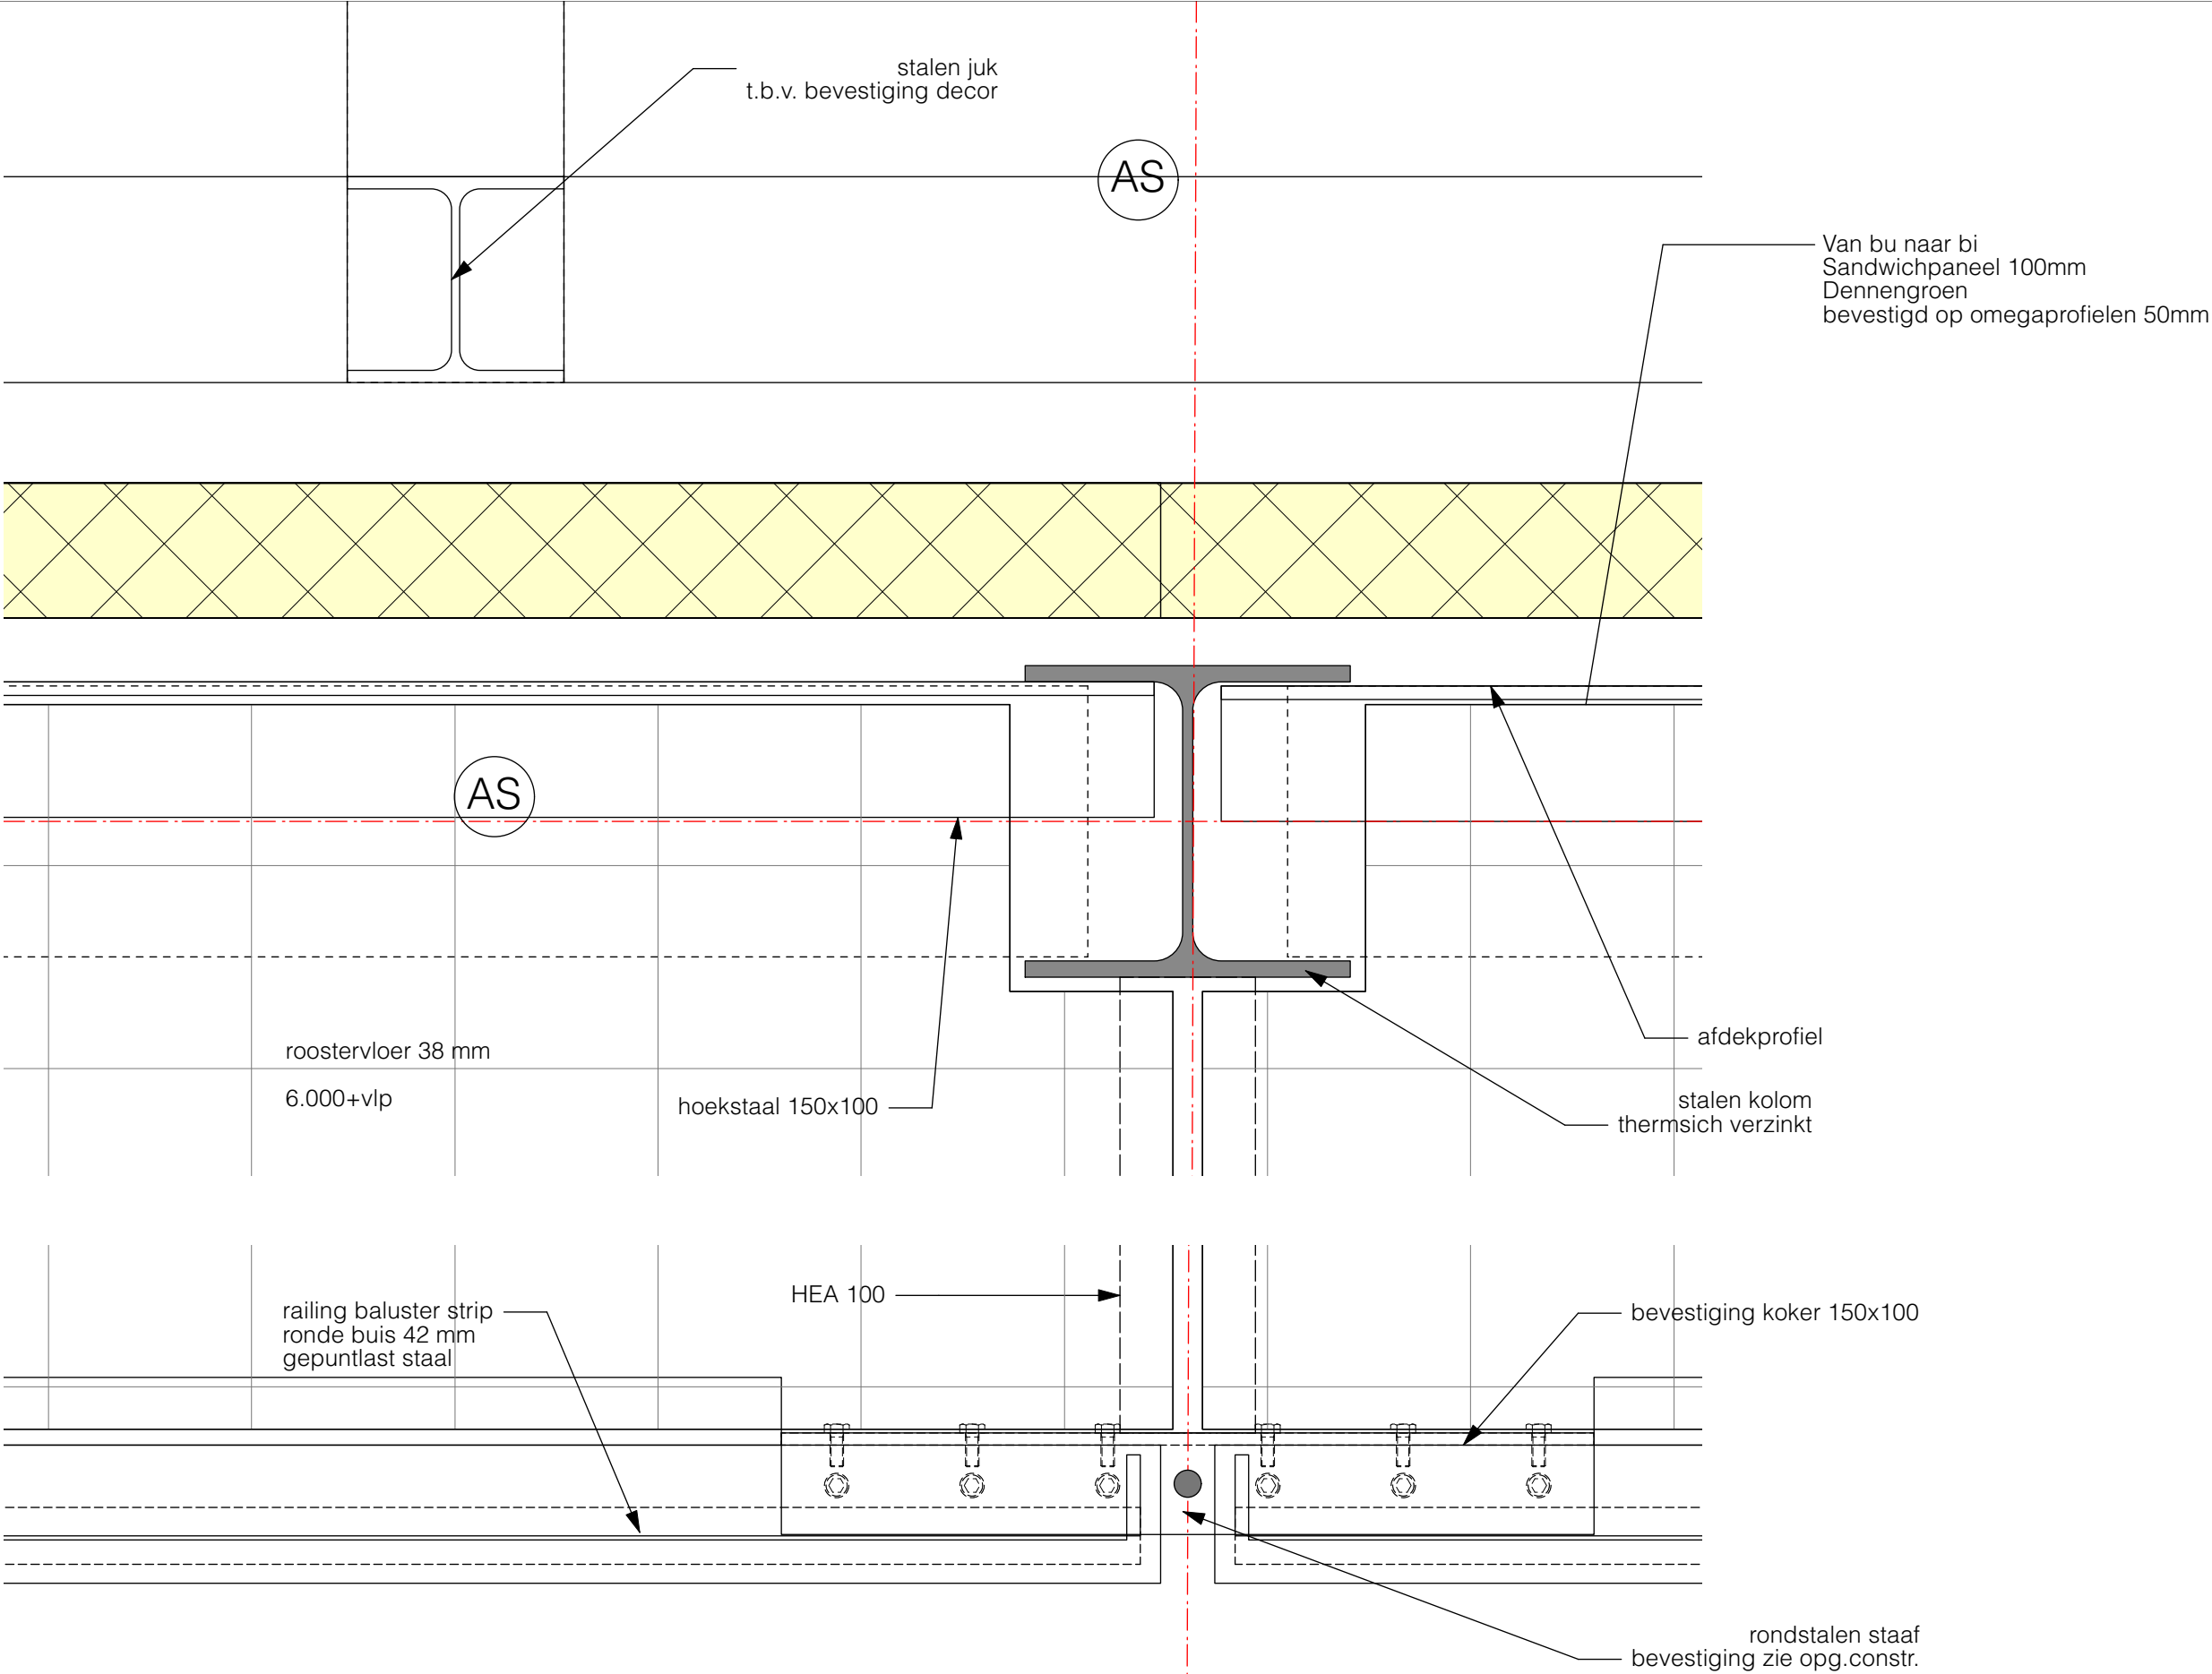 stalen juk
t.b.v. bevestiging decor
AS
Van bu naar bi
Sandwichpaneel 100mm
Dennengroen
bevestigd op omegaprofielen 50mm
AS
roostervloer 38 mm
6.000+vlp
hoekstaal 150x100
afdekprofiel
stalen kolom
thermsich verzinkt
HEA 100
railing baluster strip
ronde buis 42 mm
gepuntlast staal
bevestiging koker 150x100
rondstalen staaf
bevestiging zie opg.constr.